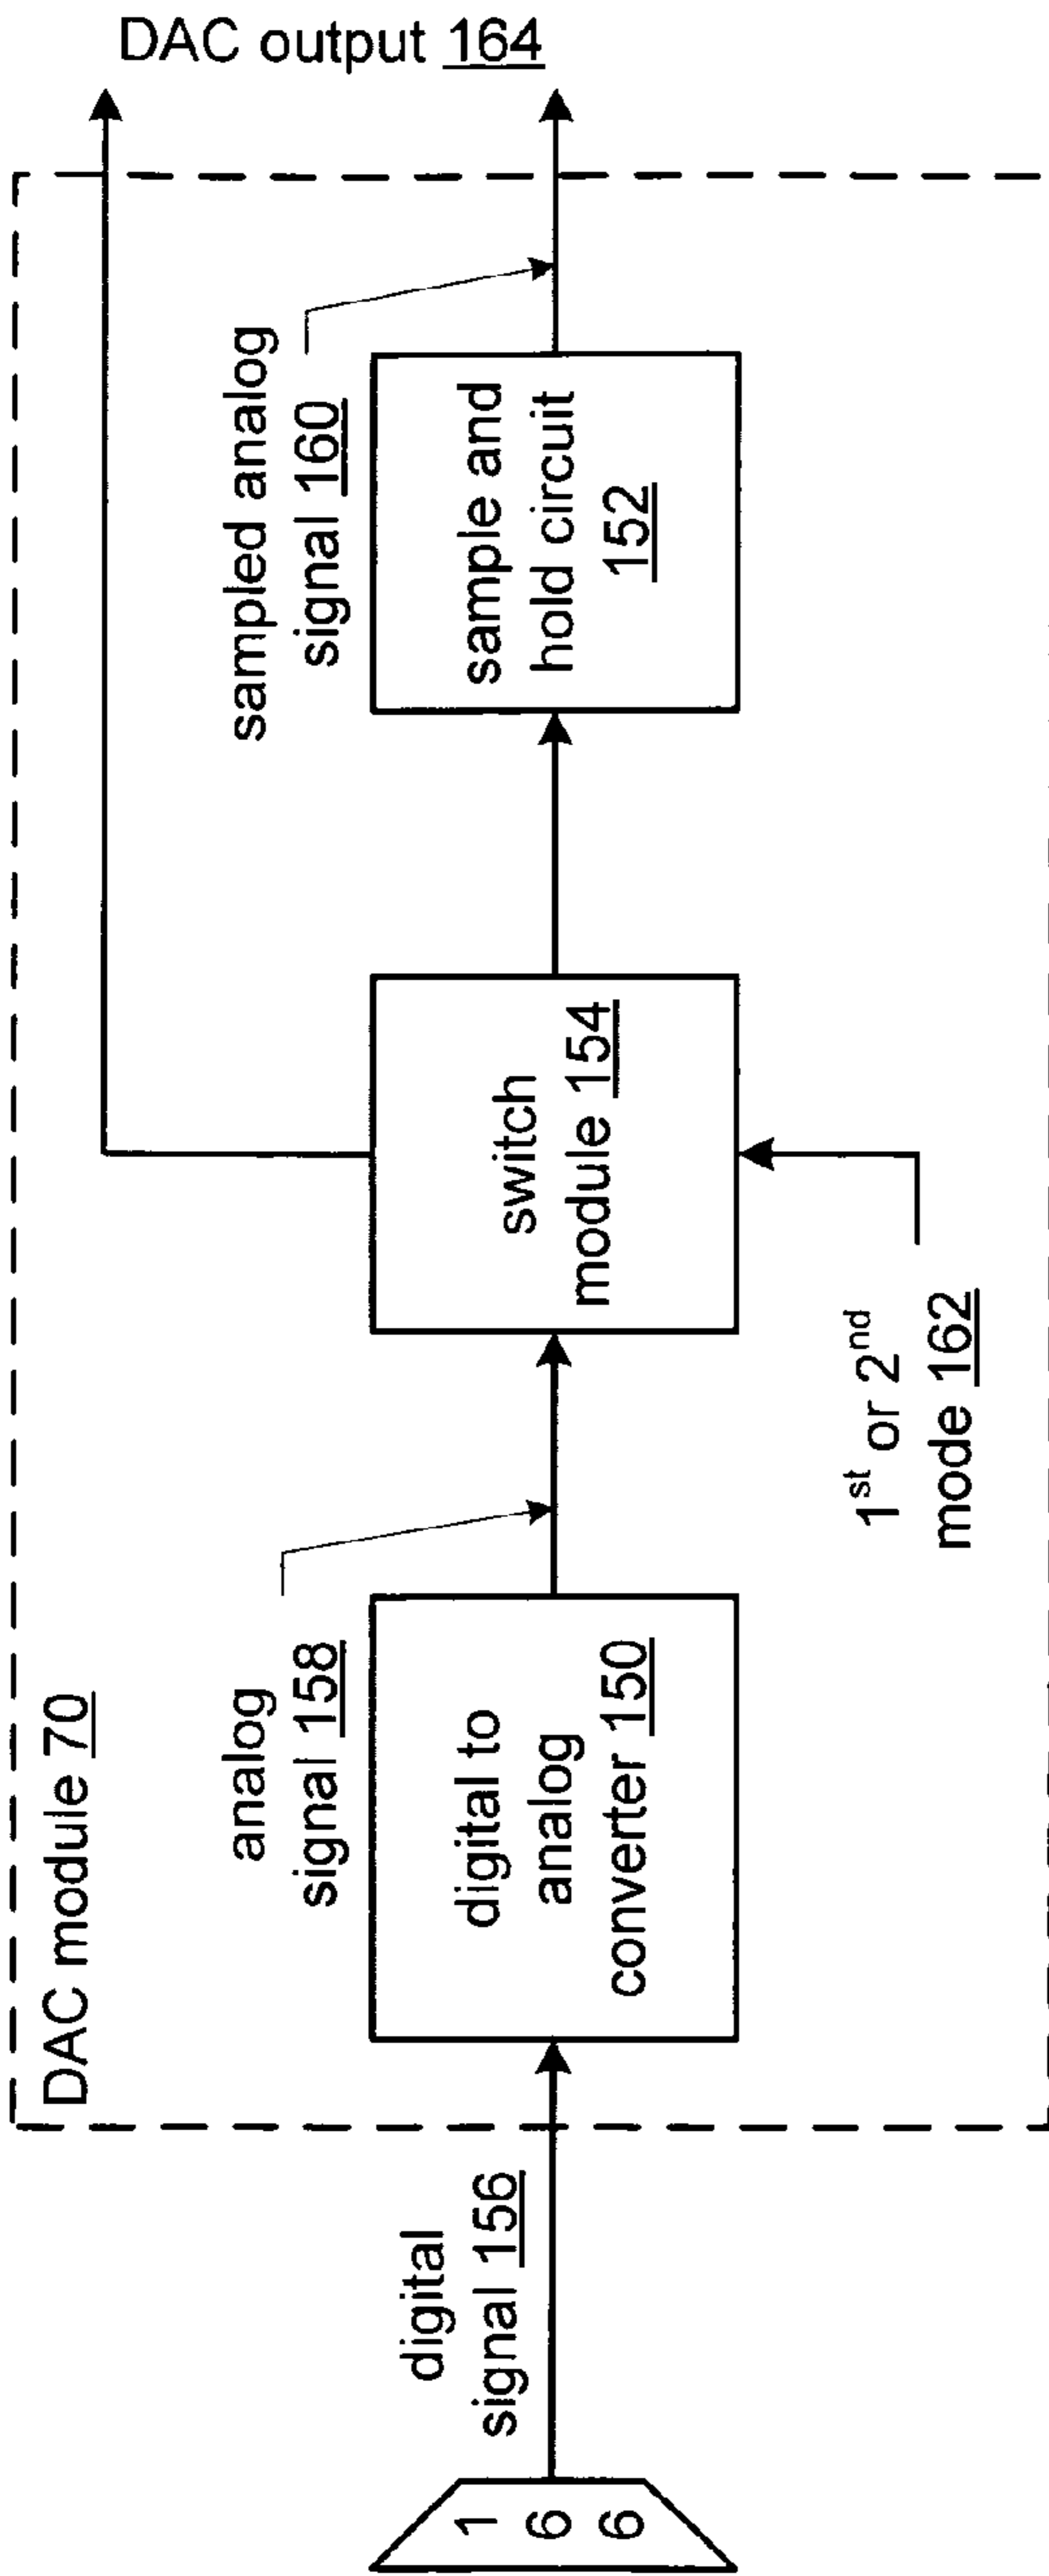 DAC output 164
DAC module 70
sampled analog
signal 160
analog
signal 158
digital
signal 156
1
6
6
digital to
analog
converter 150
switch
module 154
sample and
hold circuit
152
1st or 2nd
mode 162